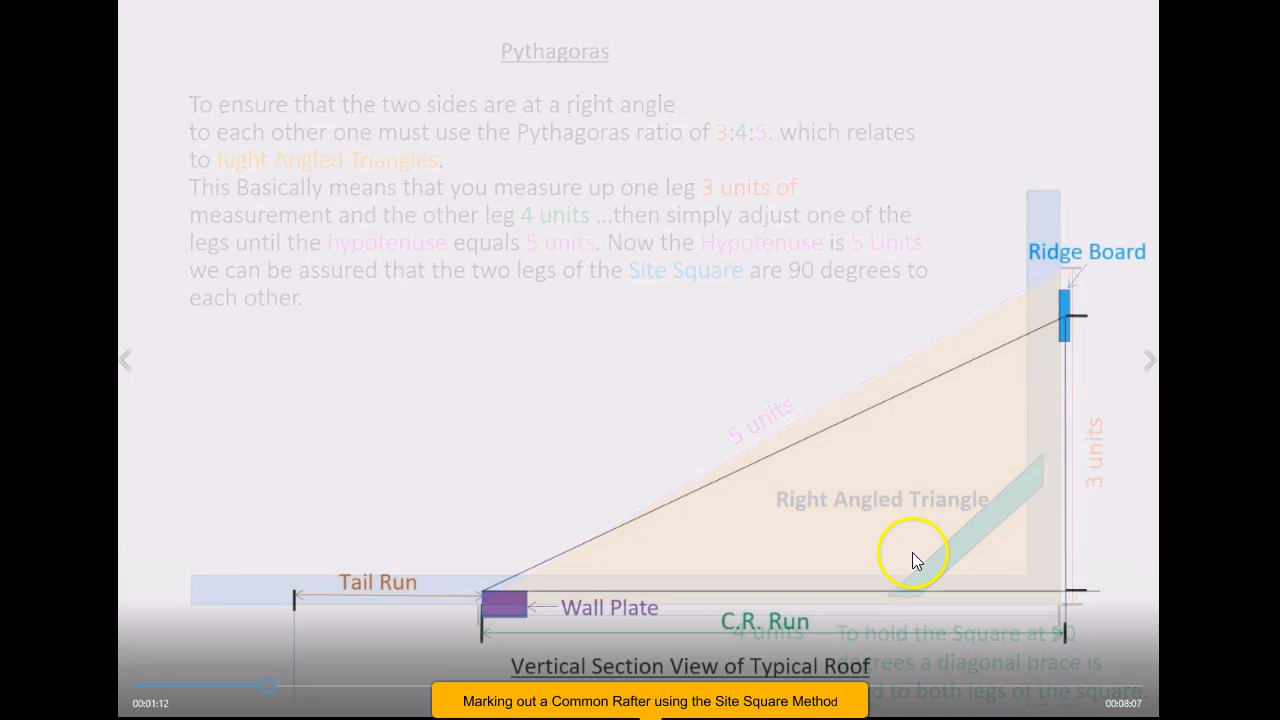 Pythagoras
To ensure that the two sides are at a right angle
to each other one must use the Pythagoras ratio of 3:4:5. which relates
to Right Angled Triangles.
This Basically means that you measure up one leg 3 units of
measurement and the other leg 4 units ...then simply adjust one of the
legs until the hypotenuse equals 5 units. Now the Hypotenuse is 5 Units
we can be assured that the two legs of the Site Square are 90 degrees to
each other.
Ridge Board
5 units
3 units
Right Angled Triangle
Tail Run
Wall Plate
C.R. Run
4 units
To hold the Square at 90
degrees a diagonal brace is
to both legs of the square.
Vertical Section View of Typical Roof
Marking out a Common Rafter using the Site Square Method
00:01:12
00:08:07